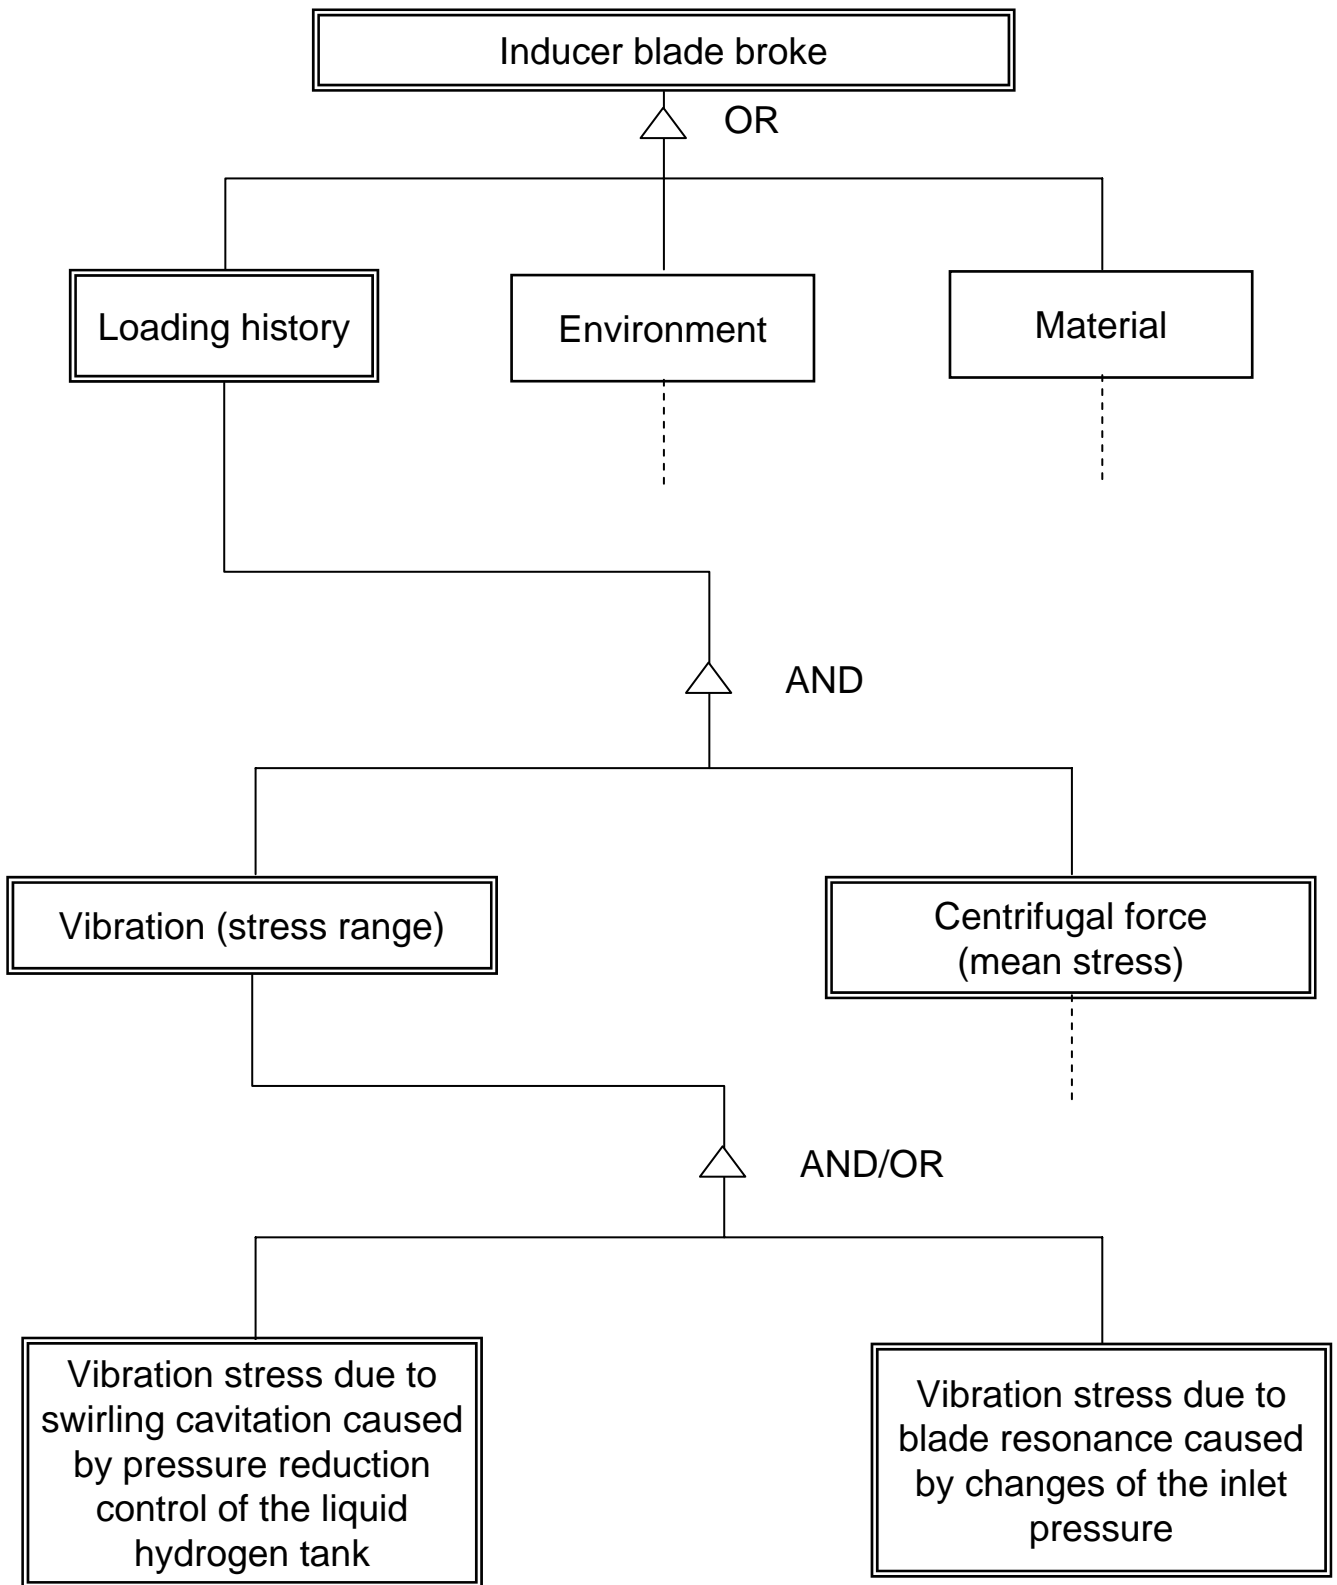 Inducer blade broke
OR
Loading history
Environment
Material
AND
Vibration (stress range)
Centrifugal force
(mean stress)
AND/OR
Vibration stress due to
swirling cavitation caused
by pressure reduction
control of the liquid
hydrogen tank
Vibration stress due to
blade resonance caused
by changes of the inlet
pressure